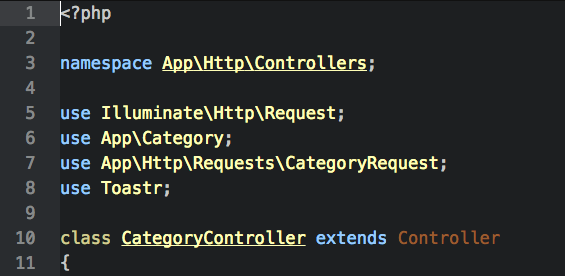 1 <?php
2
3 namespace App\Http\Controllers;
4
5 use Illuminate\Http\Request;
6 use App\Category;
7 use App\Http\Requests\CategoryRequest;
8 use Toastr;
9
10 class CategoryController extends Controller
11 {